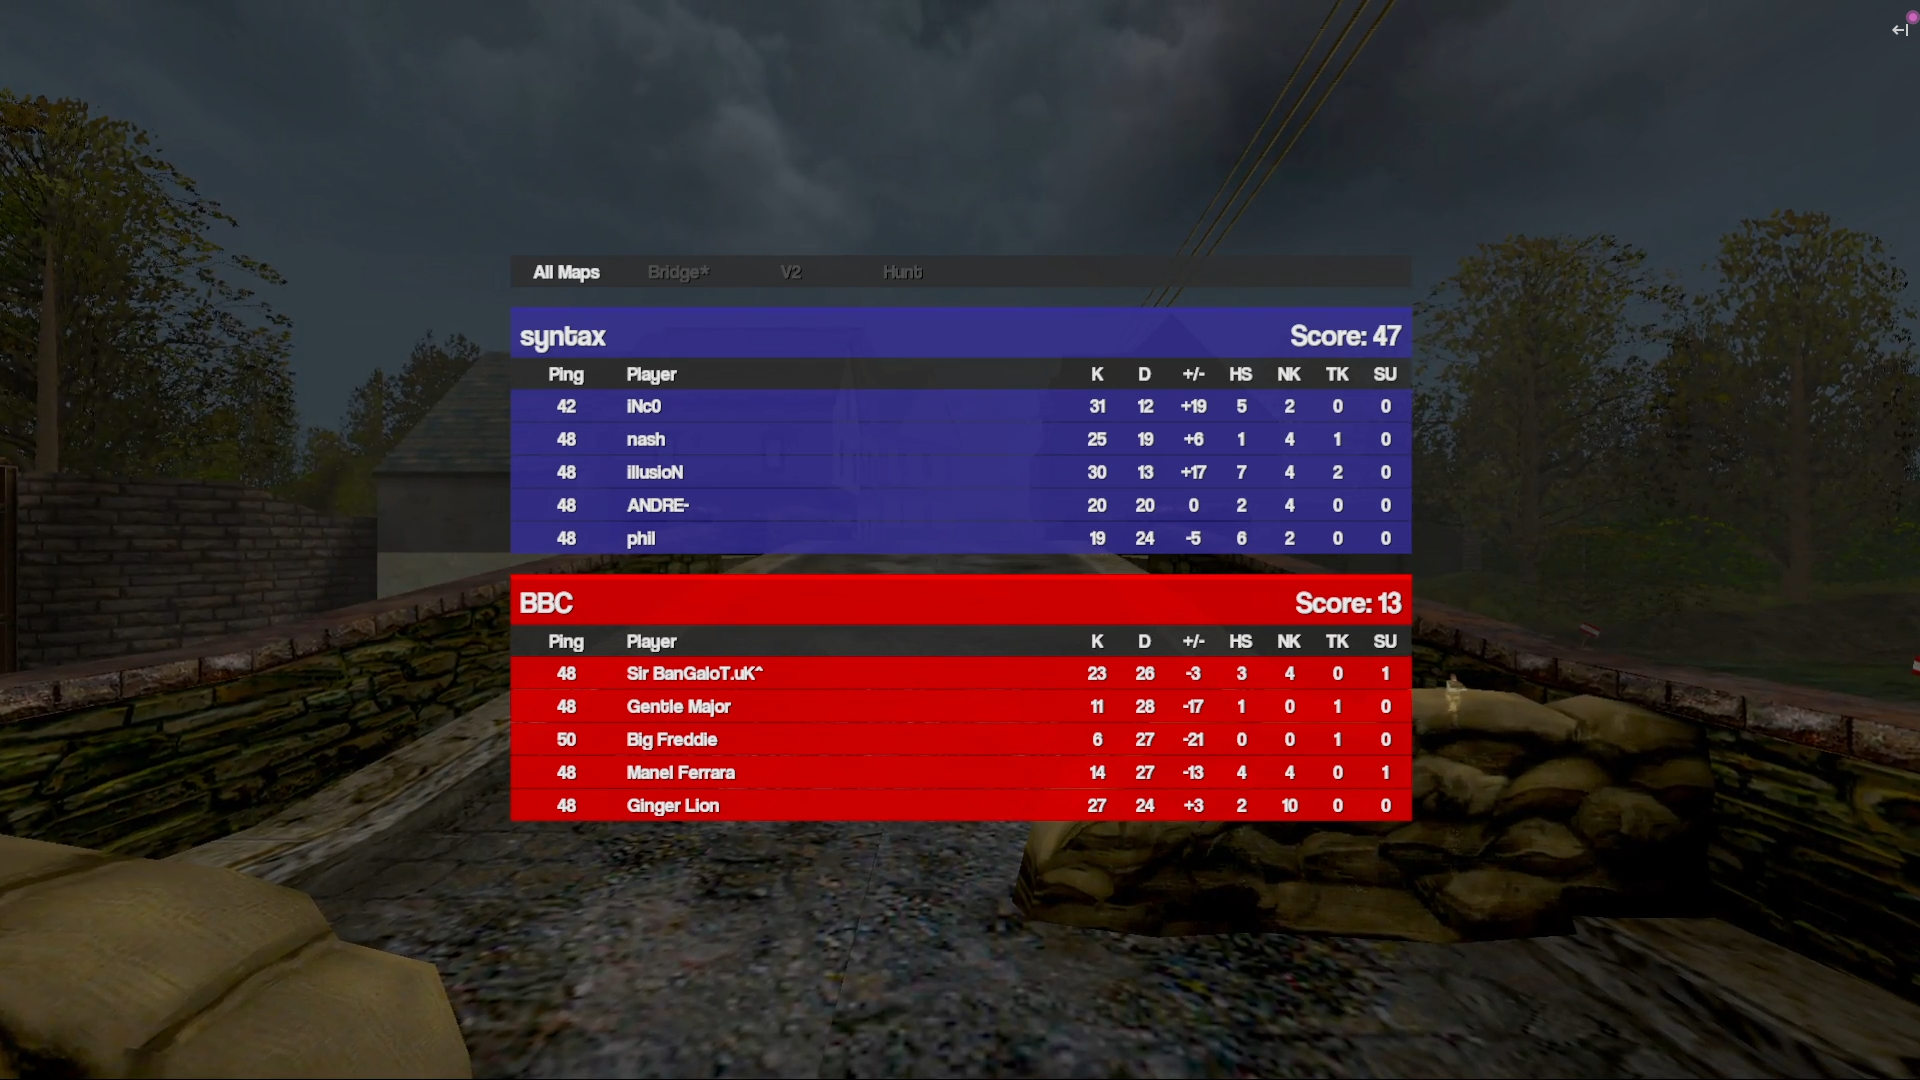 All Maps Bridge* V2 Hunt
syntax Score: 47
Ping Player K D +/- HS NK TK SU
42 iNc0 31 12 +19 5 2 0 0
48 nash 25 19 +6 1 4 1 0
48 illusioN 30 13 +17 7 4 2 0
48 ANDRE- 20 20 0 2 4 0 0
48 phil 19 24 -5 6 2 0 0
BBC Score: 13
Ping Player K D +/- HS NK TK SU
48 Sir BanGaloT.uK^ 23 26 -3 3 4 0 1
48 Gentle Major 11 28 -17 1 0 1 0
50 Big Freddie 6 27 -21 0 0 1 0
48 Manel Ferrara 14 27 -13 4 4 0 1
48 Ginger Lion 27 24 +3 2 10 0 0